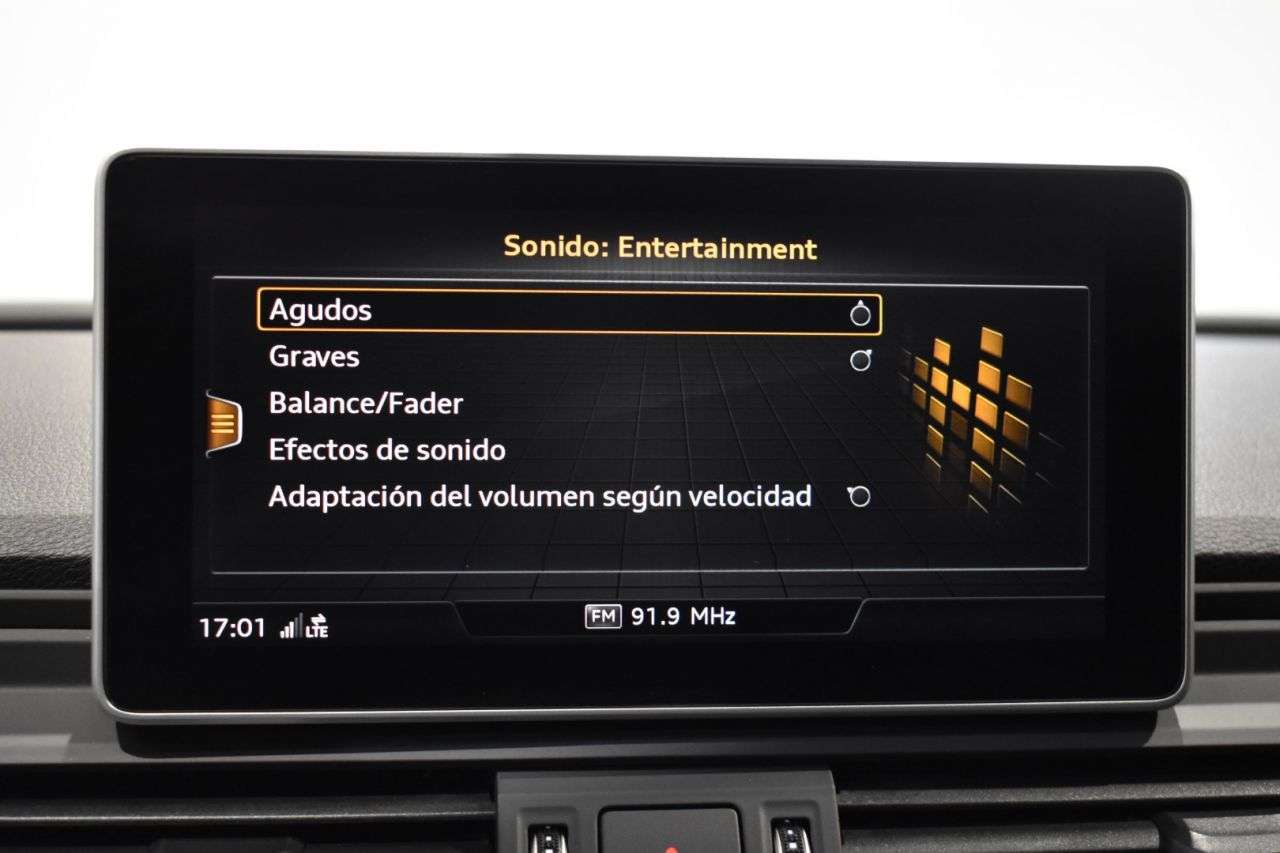 Sonido: Entertainment
Agudos
Graves
Balance/Fader
Efectos de sonido
Adaptación del volumen según velocidad
17:01 LTE
FM 91.9 MHz